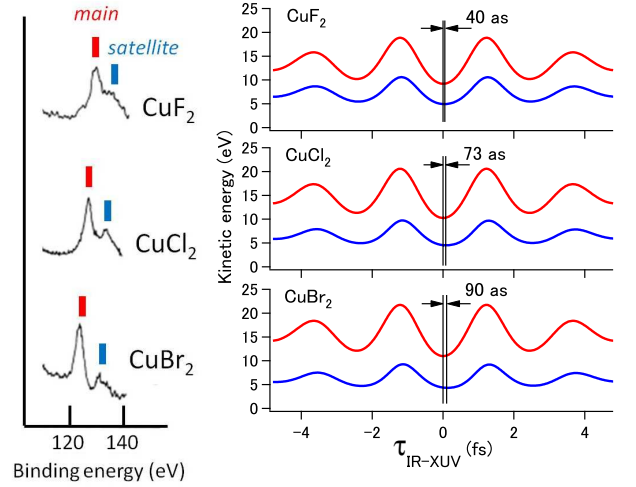 main
satellite
CuF2
CuCl2
CuBr2
120 140
Binding energy (eV)
Kinetic energy (eV)
CuF2
40 as
25
20
15
10
5
0
CuCl2
73 as
25
20
15
10
5
0
CuBr2
90 as
25
20
15
10
5
0
−4 −2 0 2 4
τIR−XUV (fs)